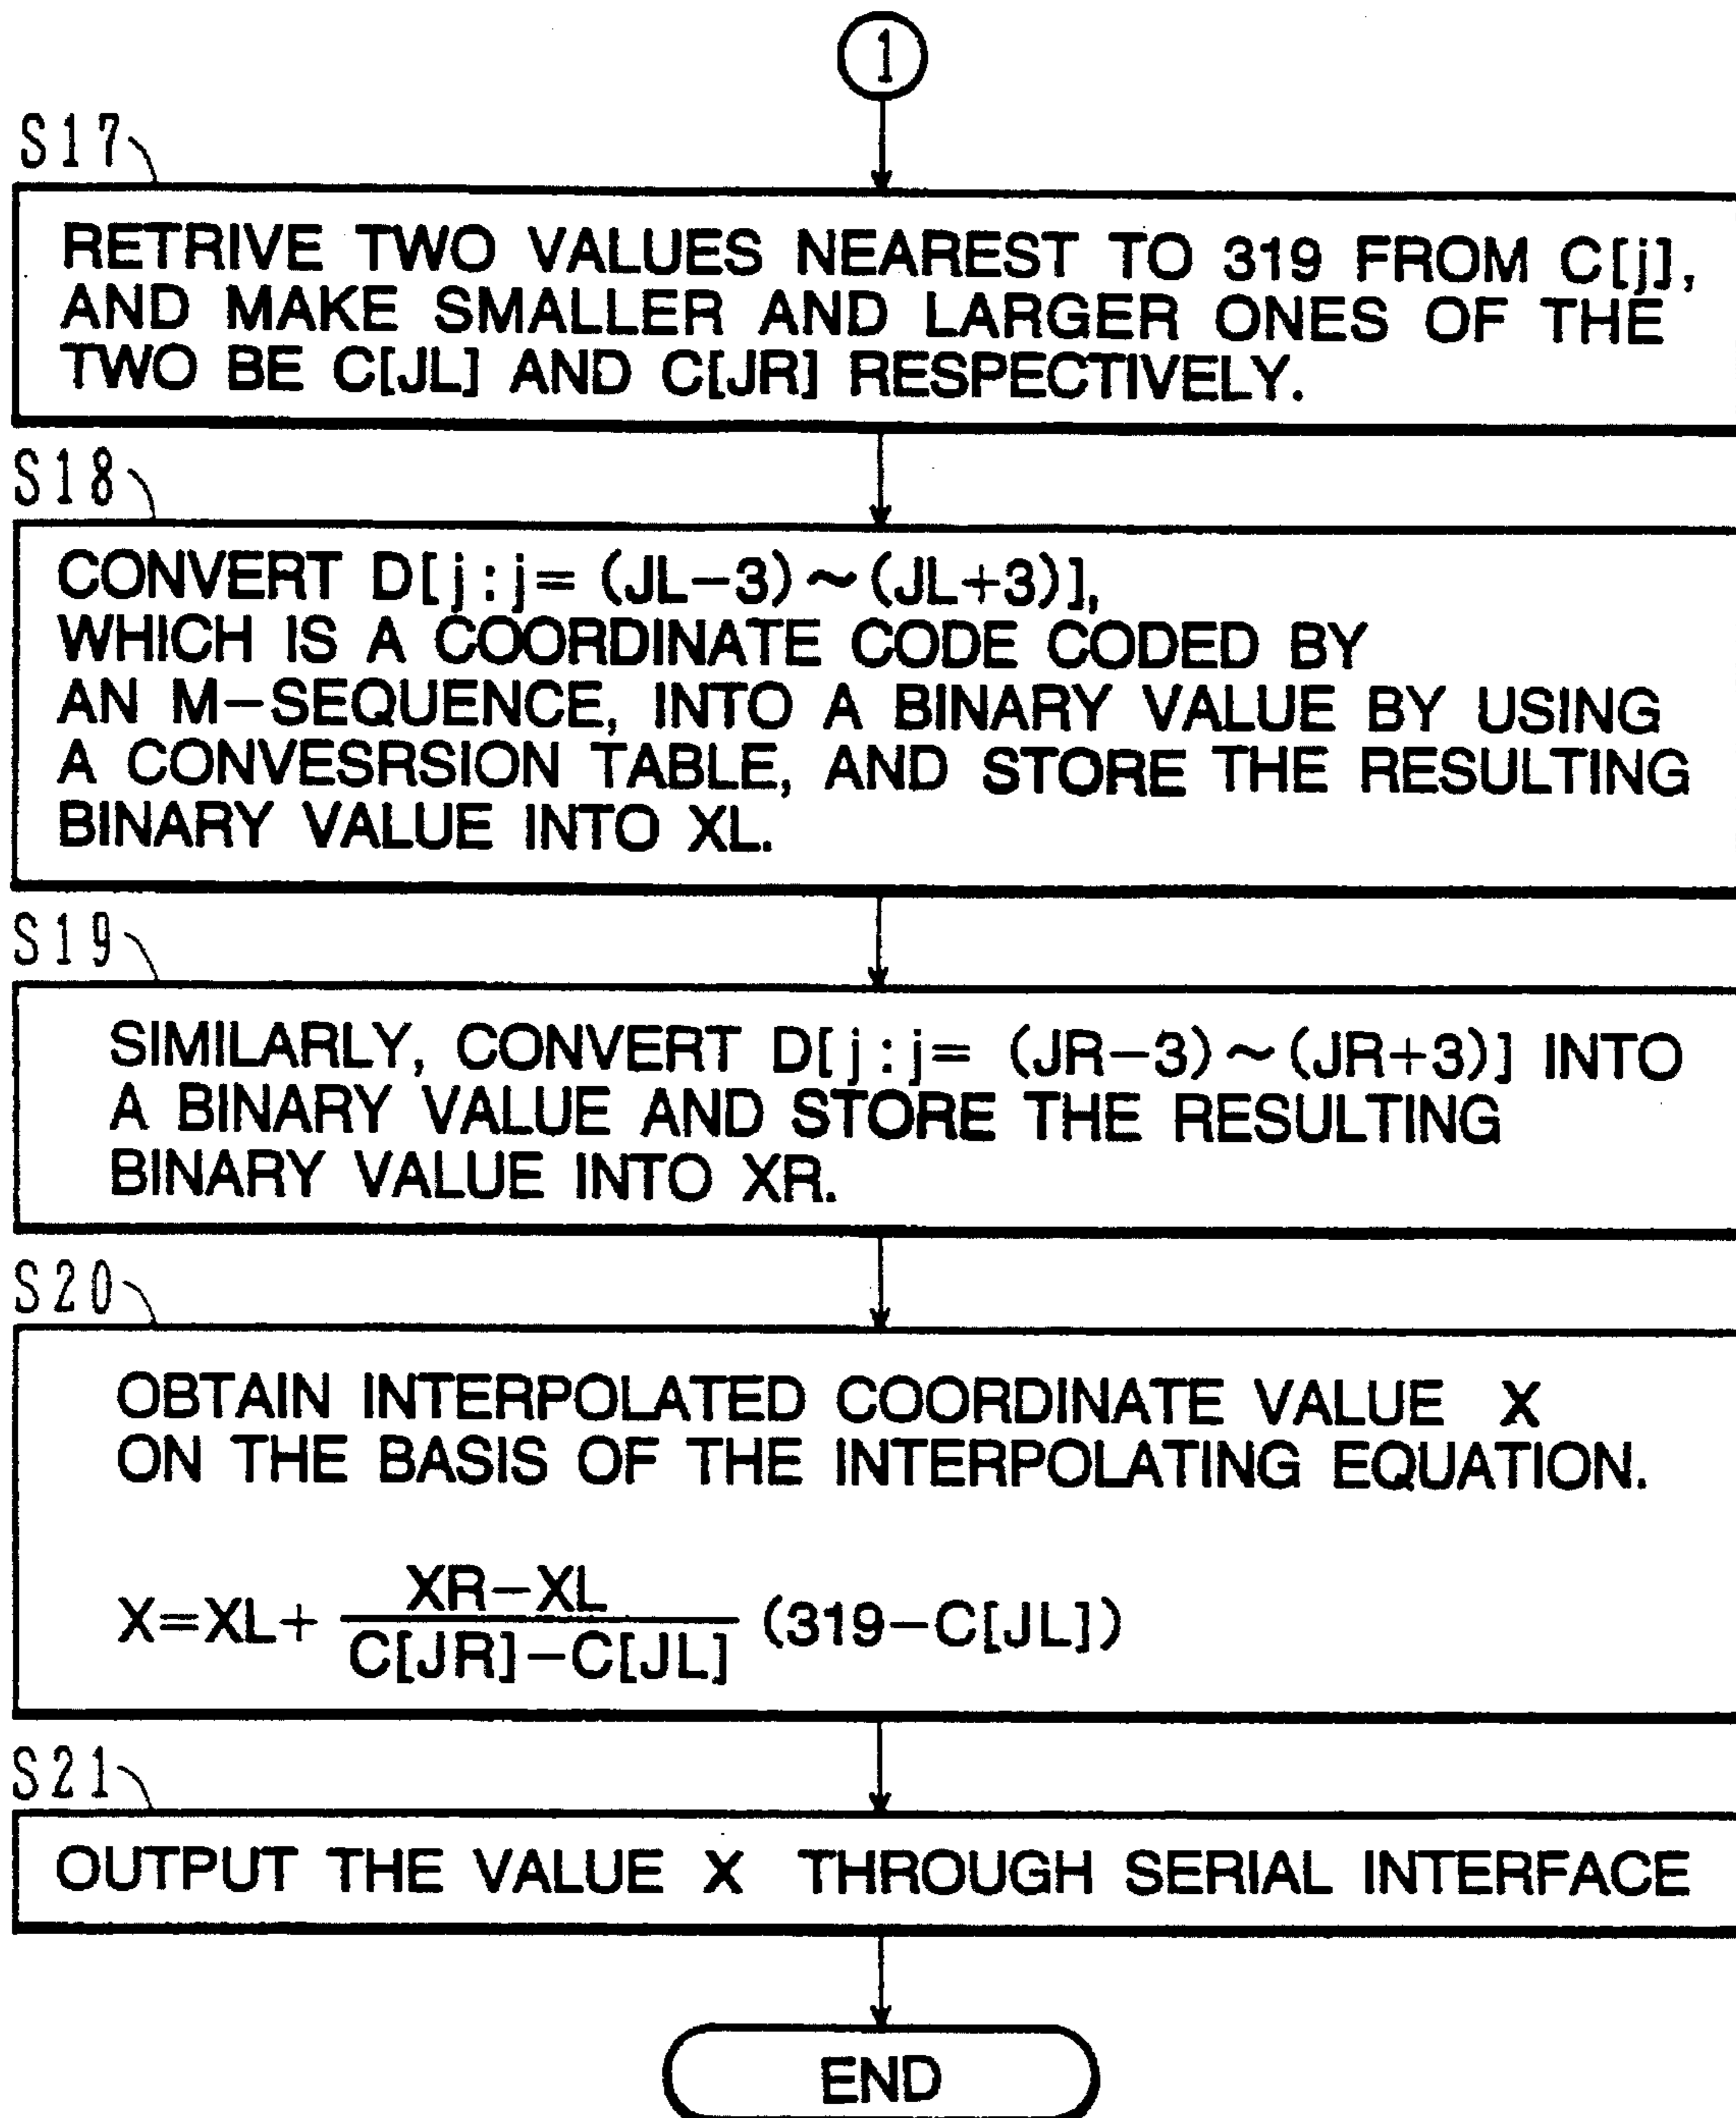 1
S17
RETRIVE TWO VALUES NEAREST TO 319 FROM C[j],
AND MAKE SMALLER AND LARGER ONES OF THE
TWO BE C[JL] AND C[JR] RESPECTIVELY.
S18
CONVERT D[j:j= (JL−3)~(JL+3)],
WHICH IS A COORDINATE CODE CODED BY
AN M−SEQUENCE, INTO A BINARY VALUE BY USING
A CONVESRSION TABLE, AND STORE THE RESULTING
BINARY VALUE INTO XL.
S19
SIMILARLY, CONVERT D[j:j= (JR−3)~(JR+3)] INTO
A BINARY VALUE AND STORE THE RESULTING
BINARY VALUE INTO XR.
S20
OBTAIN INTERPOLATED COORDINATE VALUE X
ON THE BASIS OF THE INTERPOLATING EQUATION.
XR−XL
X=XL+ (319−C[JL])
C[JR]−C[JL]
S21
OUTPUT THE VALUE X THROUGH SERIAL INTERFACE
END